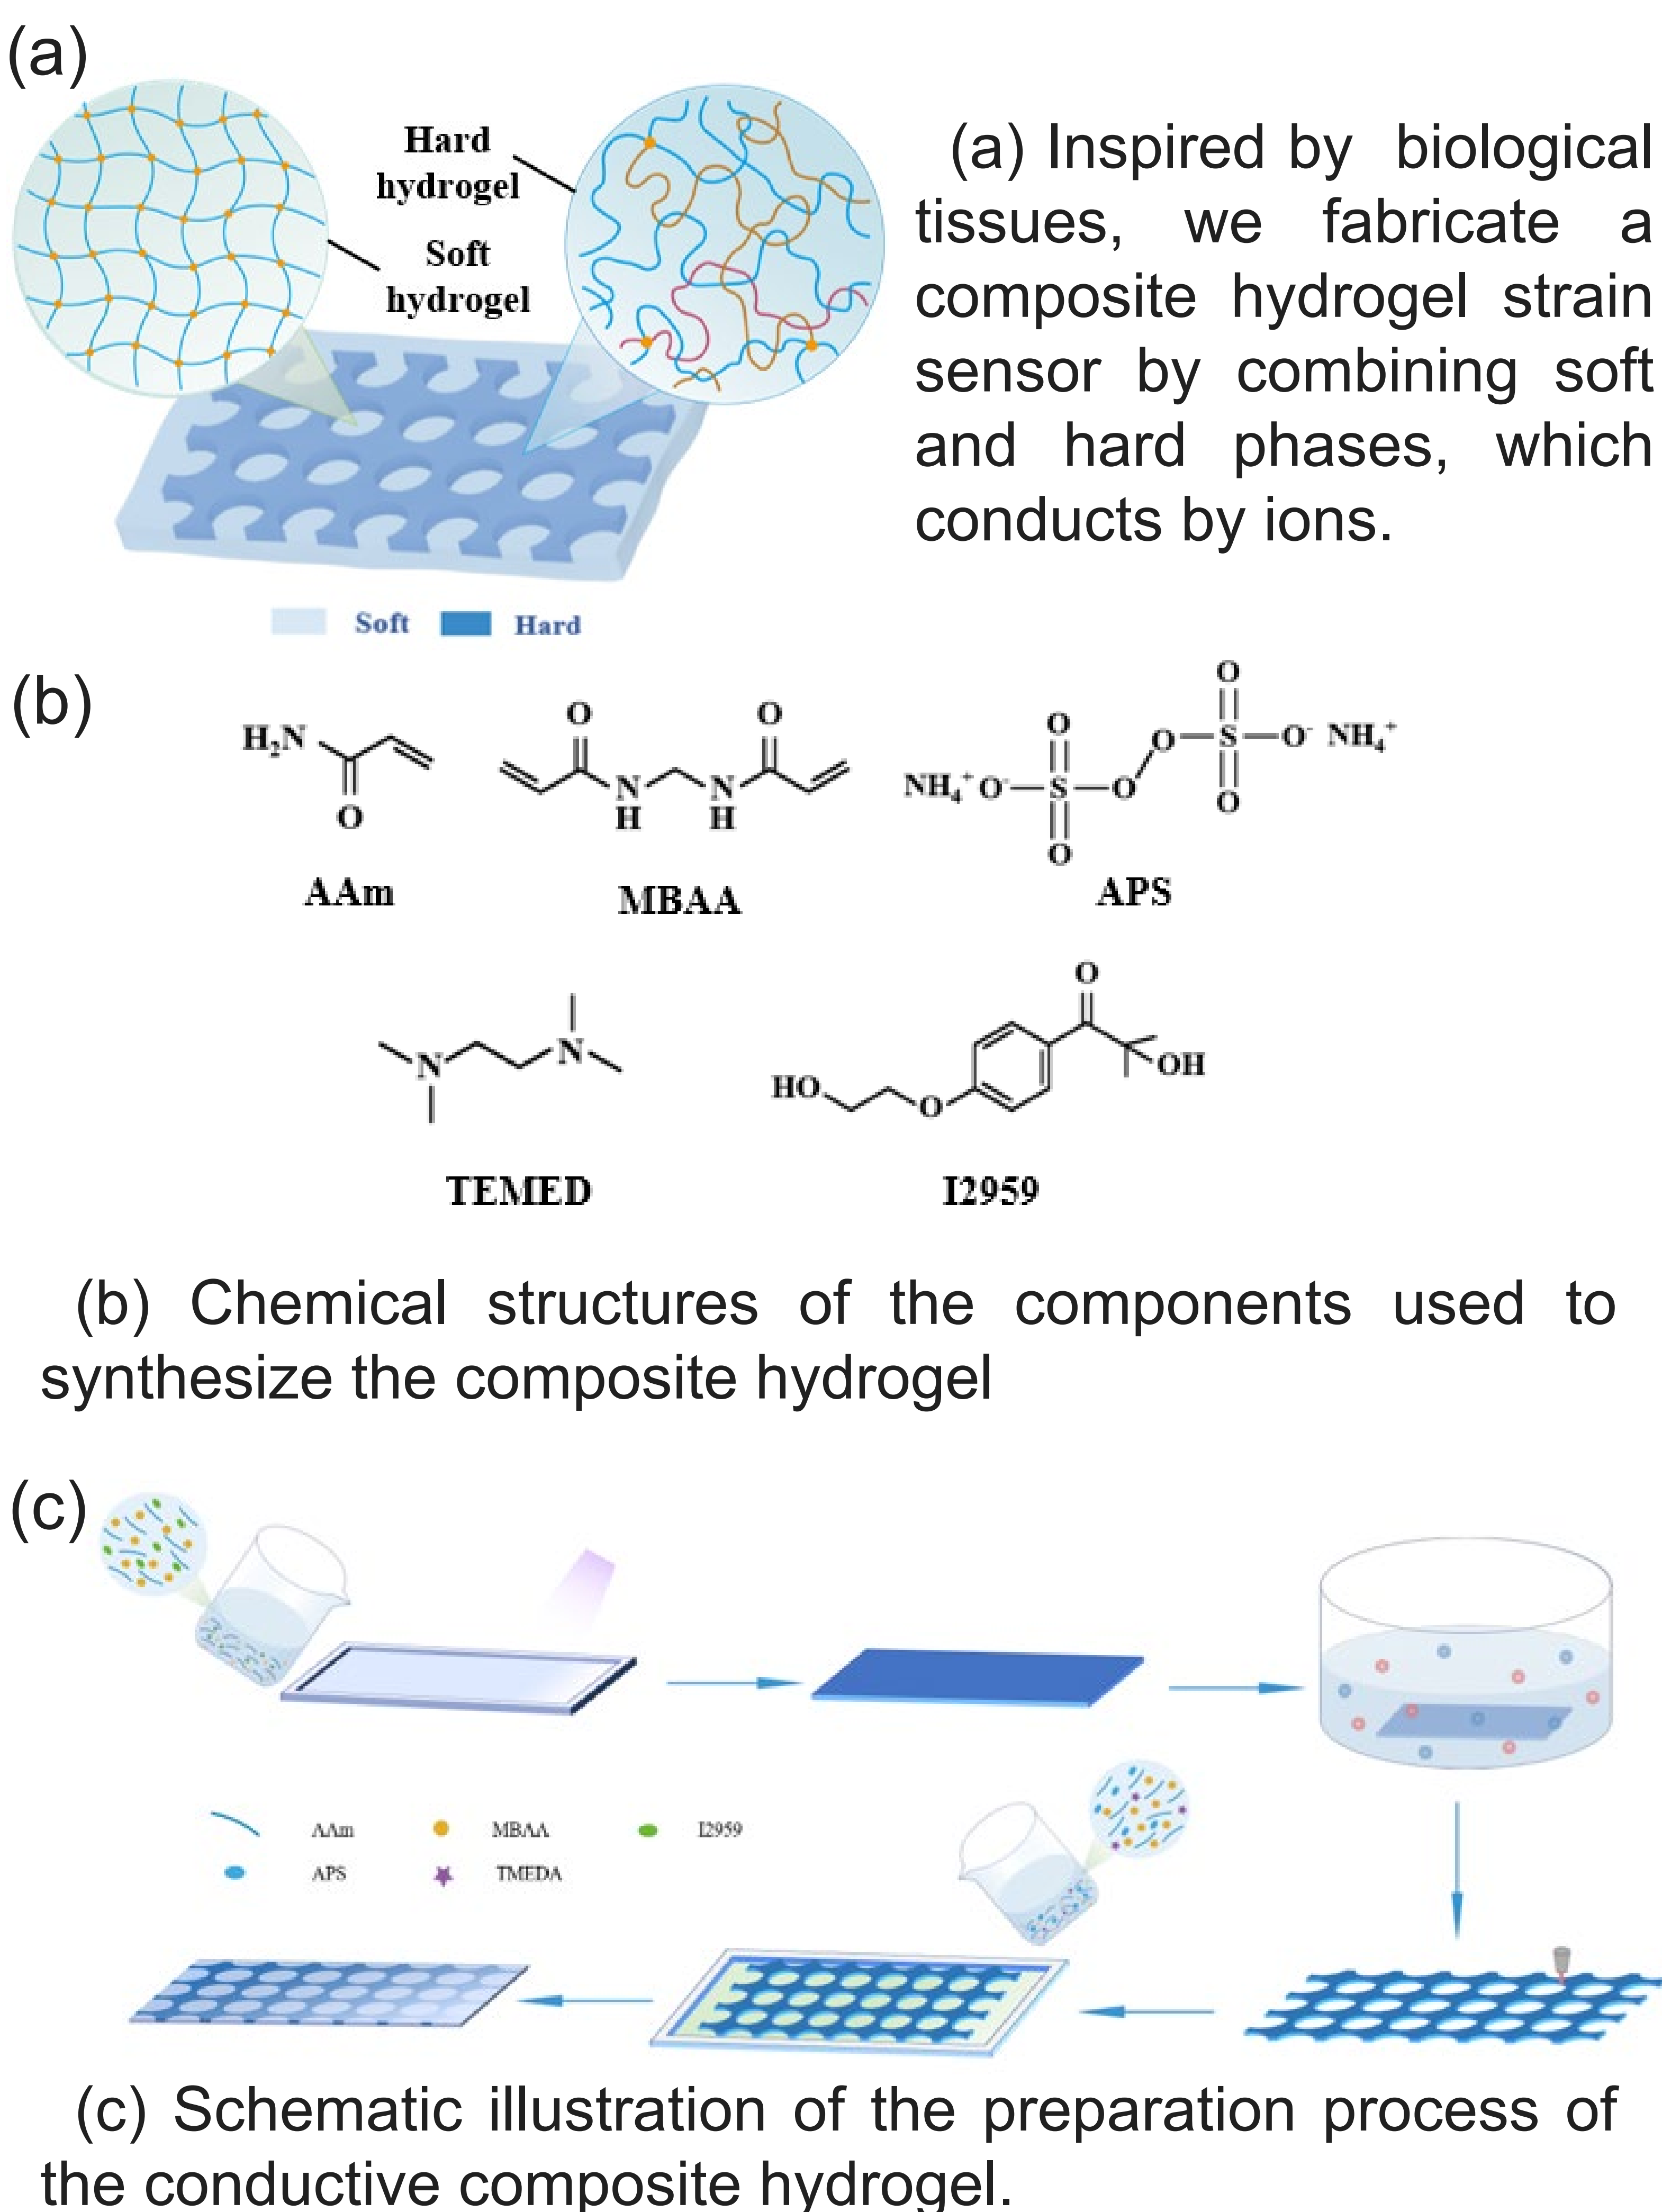 (a)
Hard
hydrogel
Soft
hydrogel
Soft Hard
(a) Inspired by biological
tissues, we fabricate a
composite hydrogel strain
sensor by combining soft
and hard phases, which
conducts by ions.
(b)
H₂N
O
AAm
O O
N N
H H
MBAA
O
O
O S O⁻ NH₄⁺
NH₄⁺ O⁻ S O
O
O
APS
N
N
TEMED
O
OH
HO
O
I2959
(b) Chemical structures of the components used to
synthesize the composite hydrogel
(c)
AAm MBAA I2959
APS TMEDA
(c) Schematic illustration of the preparation process of
the conductive composite hydrogel.